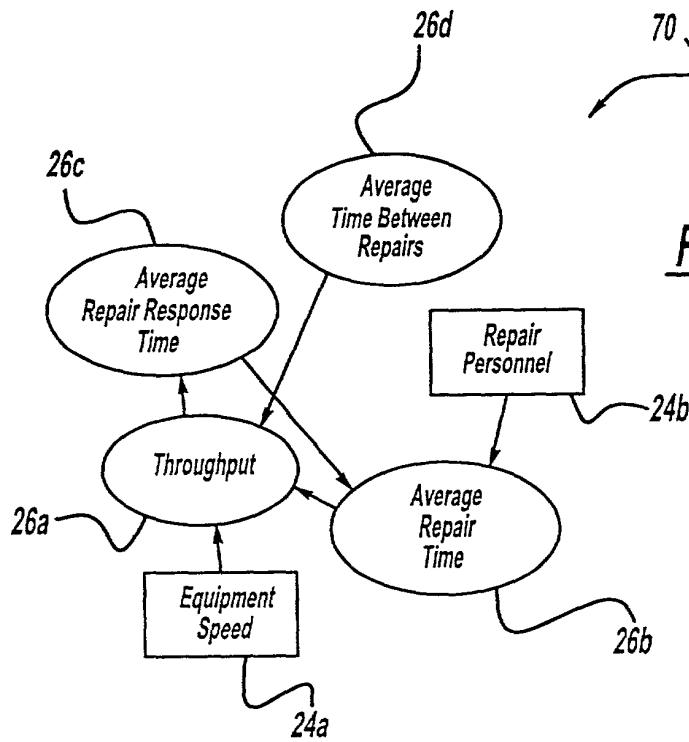 26d
70
26c
Average
Time Between
Repairs
Average
Repair Response
Time
Repair
Personnel
24b
Throughput
26a
Average
Repair
Time
Equipment
Speed
26b
24a